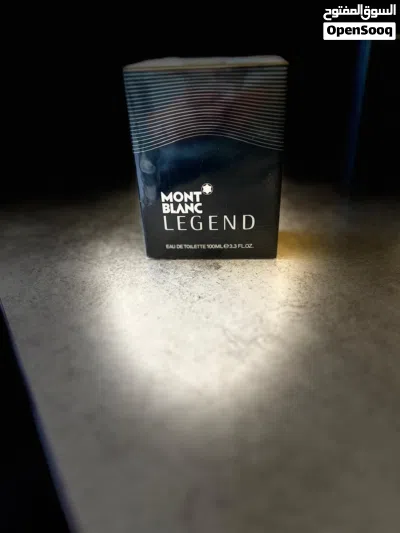 السوق المفتوح
OpenSooq
MONT
BLANC
LEGEND
EAU DE TOILETTE 100ML℮3.3 FL.OZ.